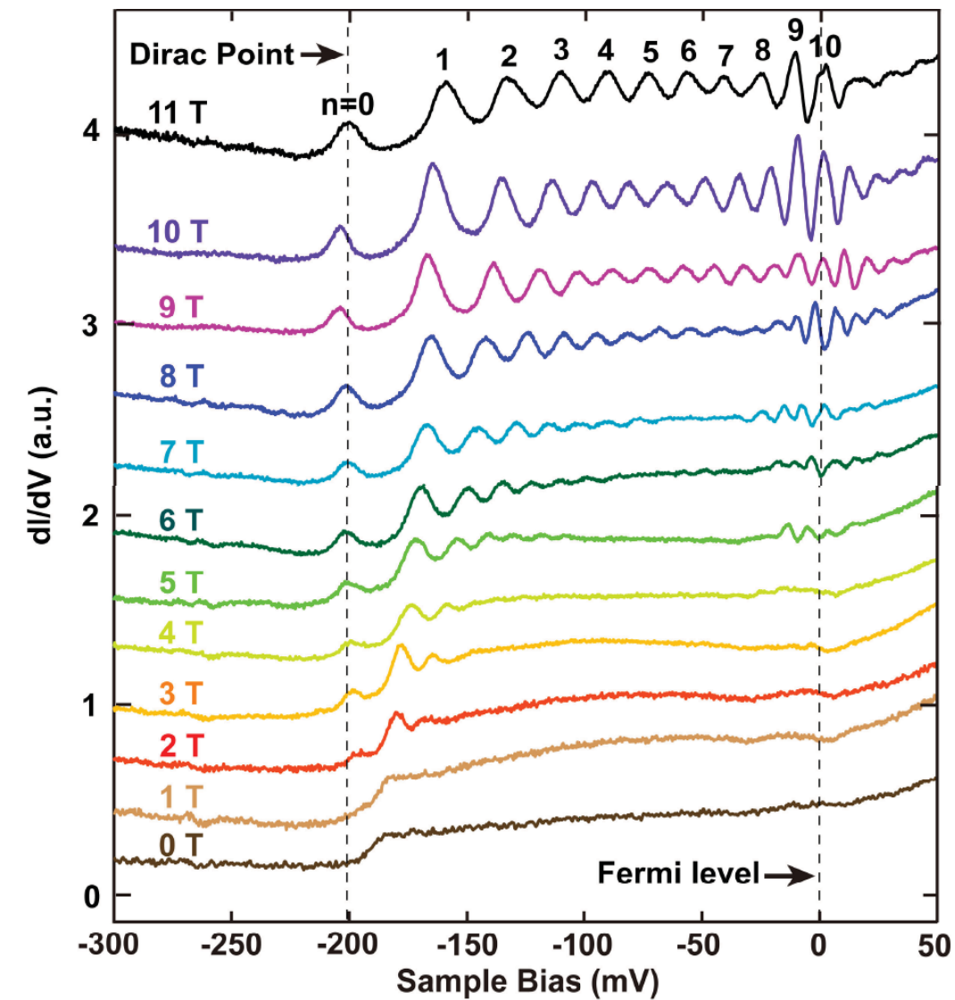 Dirac Point
1 2 3 4 5 6 7 8 9 10
n=0
11 T
10 T
9 T
8 T
7 T
6 T
5 T
4 T
3 T
2 T
1 T
0 T
Fermi level
4
3
2
1
0
dI/dV (a.u.)
-300 -250 -200 -150 -100 -50 0 50
Sample Bias (mV)